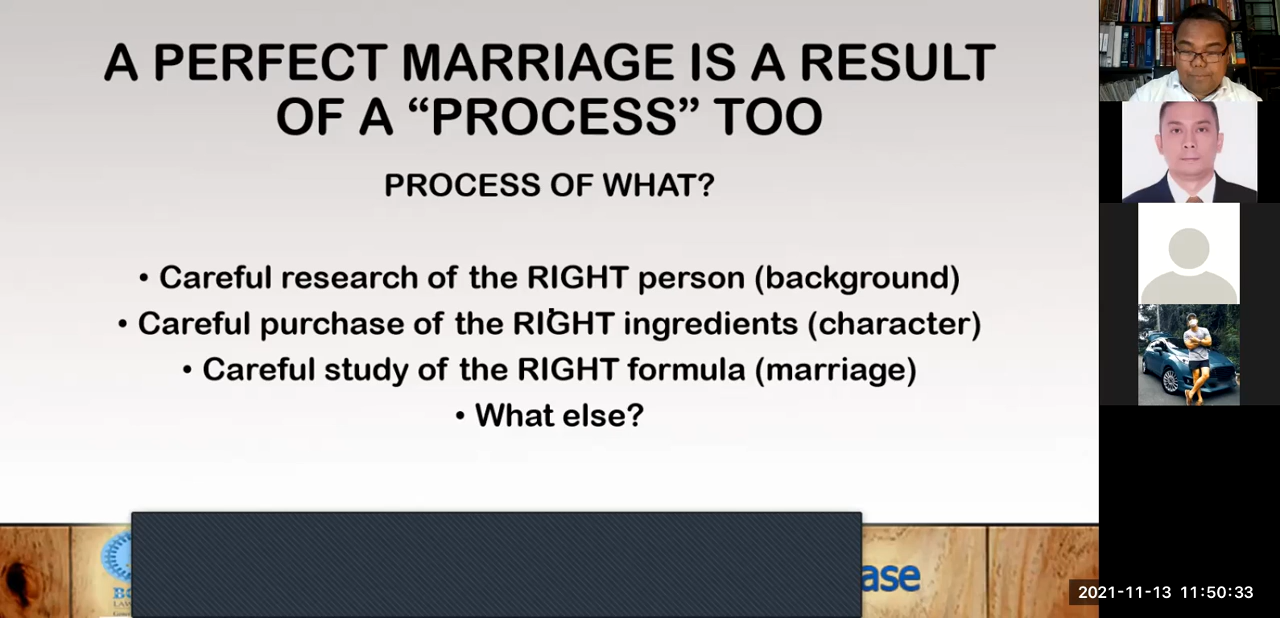 A PERFECT MARRIAGE IS A RESULT
OF A “PROCESS” TOO
PROCESS OF WHAT?
• Careful research of the RIGHT person (background)
• Careful purchase of the RIGHT ingredients (character)
• Careful study of the RIGHT formula (marriage)
• What else?
ase
2021-11-13 11:50:33